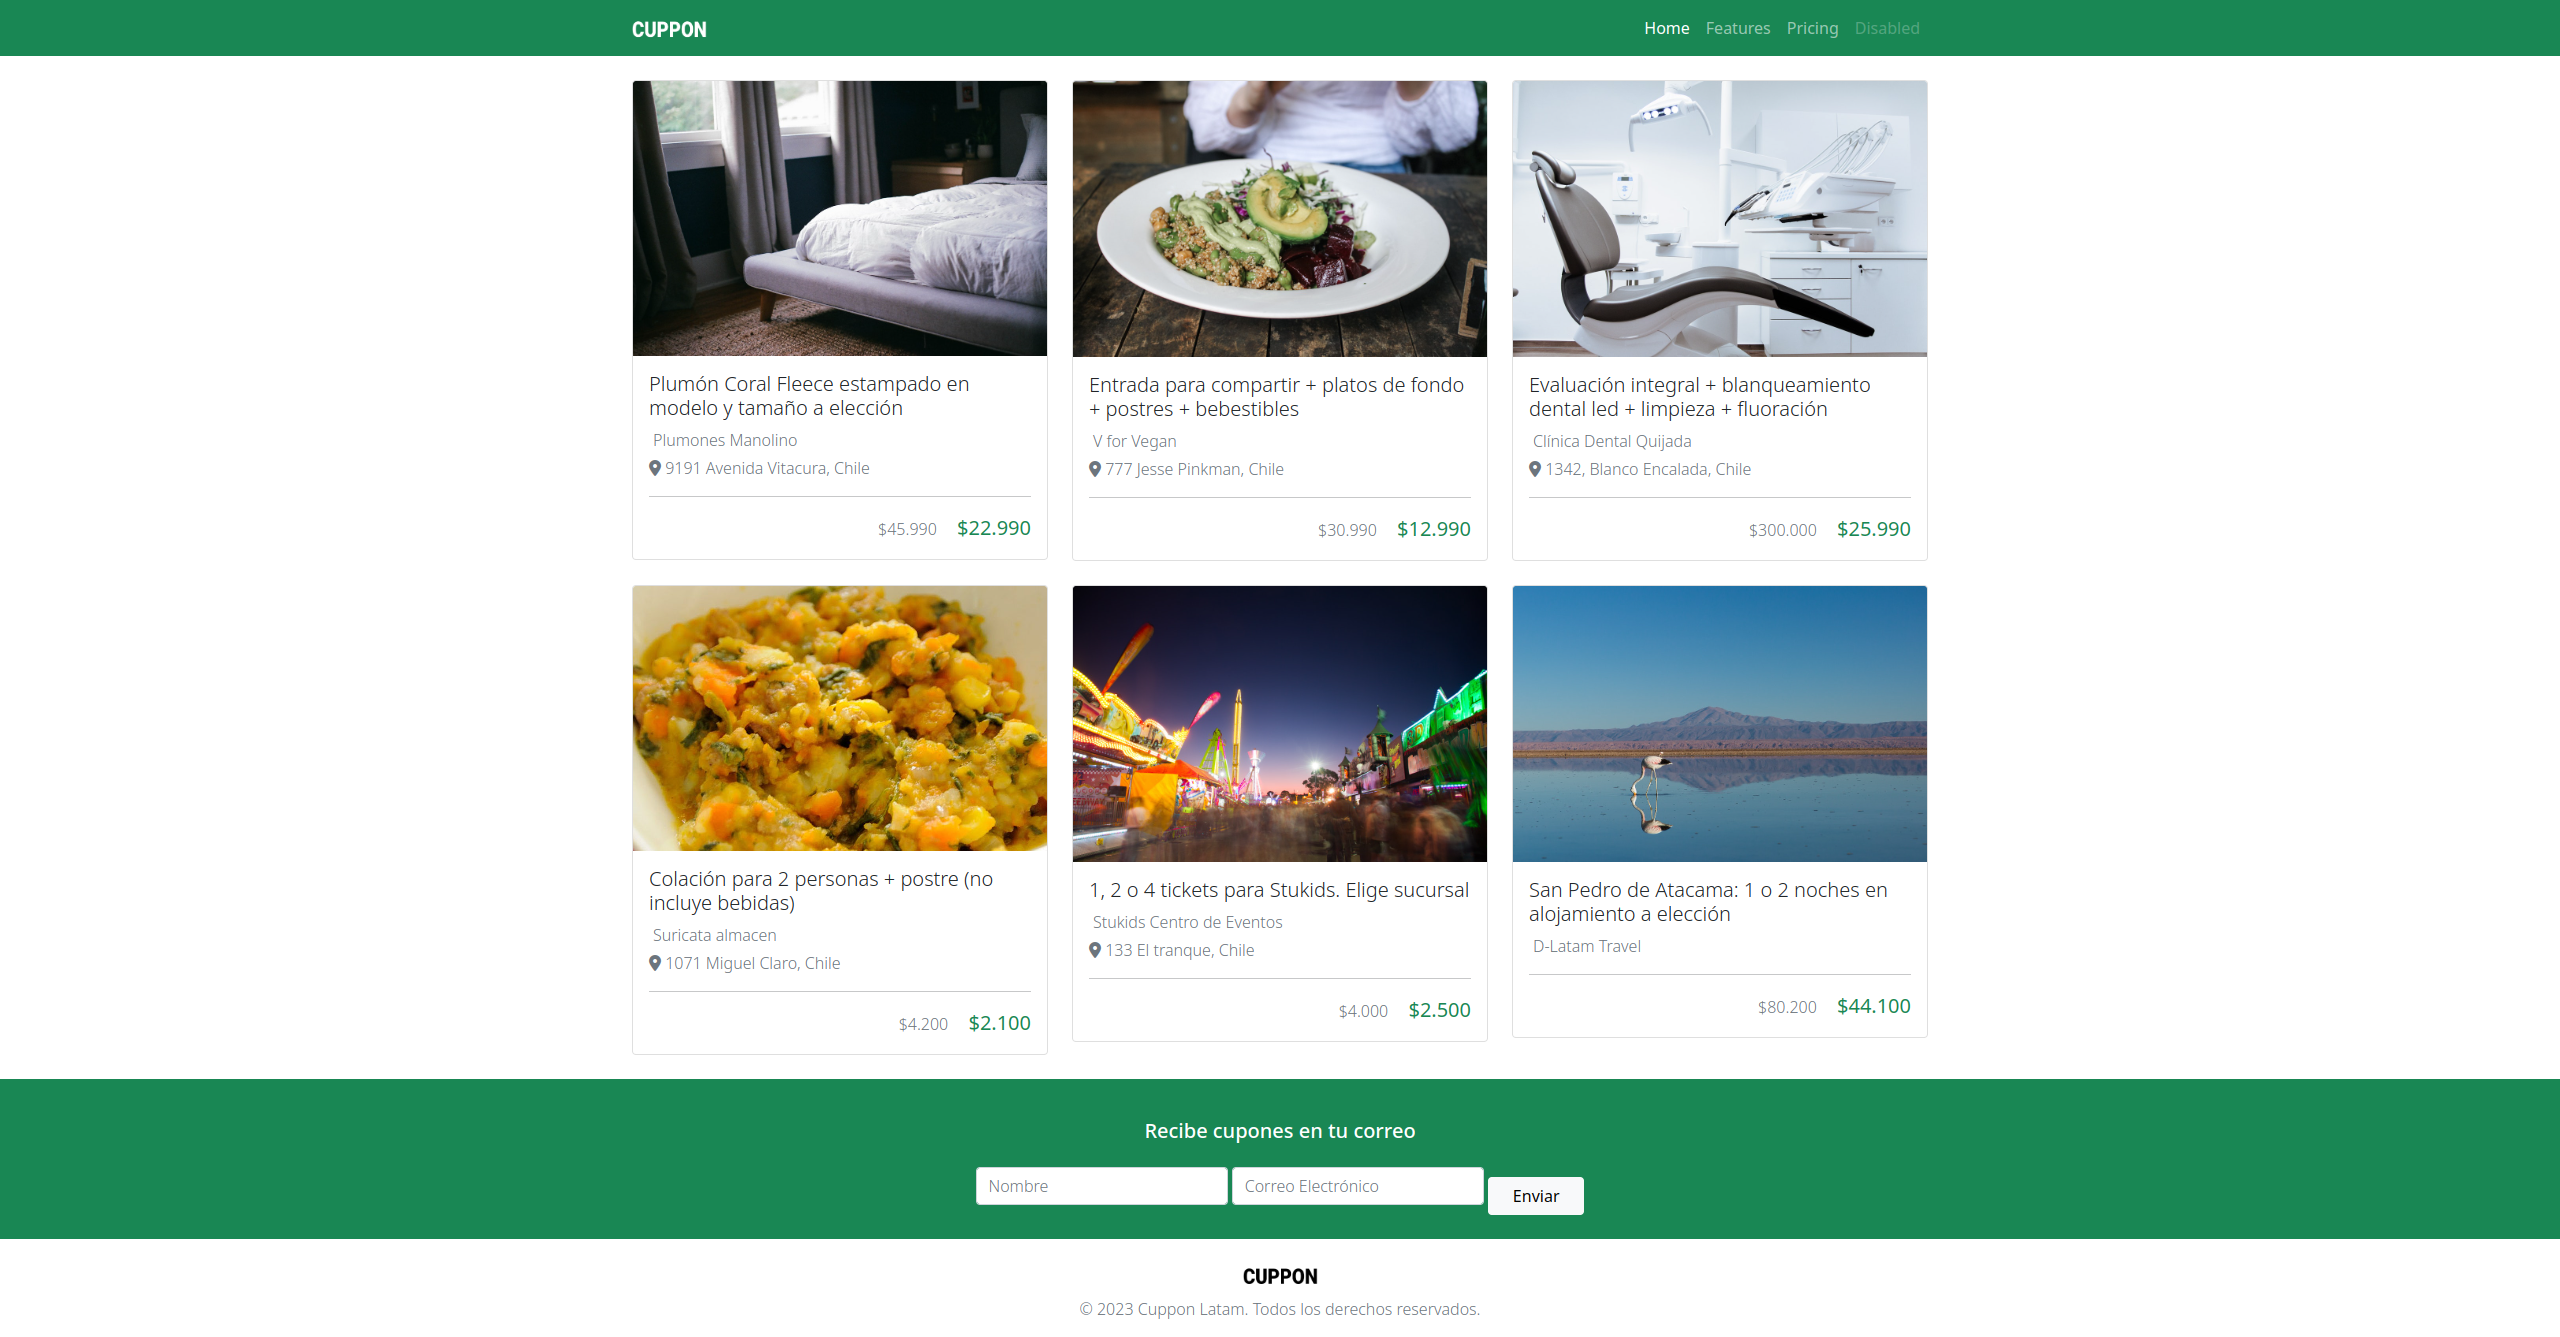 CUPPON
Home Features Pricing Disabled
Plumón Coral Fleece estampado en
modelo y tamaño a elección
Plumones Manolino
9191 Avenida Vitacura, Chile
$45.990 $22.990
Entrada para compartir + platos de fondo
+ postres + bebestibles
V for Vegan
777 Jesse Pinkman, Chile
$30.990 $12.990
Evaluación integral + blanqueamiento
dental led + limpieza + fluoración
Clínica Dental Quijada
1342, Blanco Encalada, Chile
$300.000 $25.990
Colación para 2 personas + postre (no
incluye bebidas)
Suricata almacen
1071 Miguel Claro, Chile
$4.200 $2.100
1, 2 o 4 tickets para Stukids. Elige sucursal
Stukids Centro de Eventos
133 El tranque, Chile
$4.000 $2.500
San Pedro de Atacama: 1 o 2 noches en
alojamiento a elección
D-Latam Travel
$80.200 $44.100
Recibe cupones en tu correo
Nombre Correo Electrónico Enviar
CUPPON
© 2023 Cuppon Latam. Todos los derechos reservados.